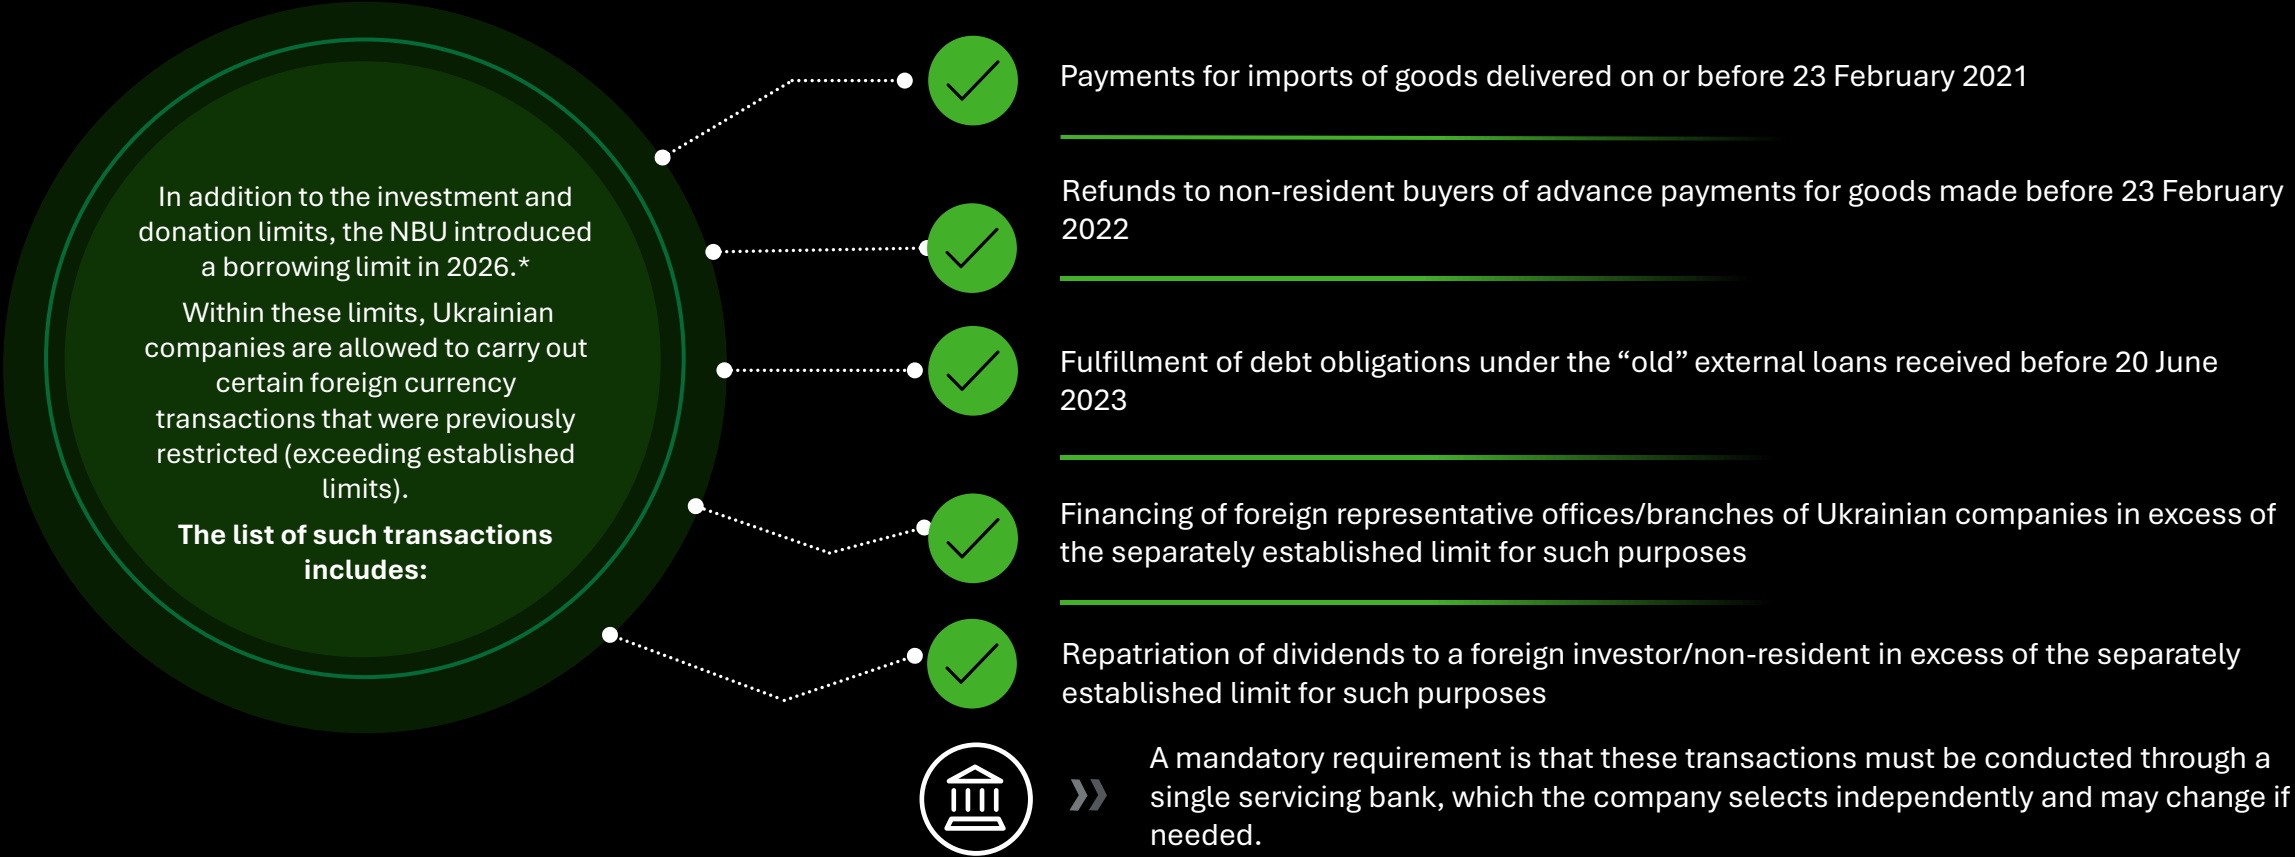 In addition to the investment and
donation limits, the NBU introduced
a borrowing limit in 2026.*
Within these limits, Ukrainian
companies are allowed to carry out
certain foreign currency
transactions that were previously
restricted (exceeding established
limits).
The list of such transactions
includes:
Payments for imports of goods delivered on or before 23 February 2021
Refunds to non-resident buyers of advance payments for goods made before 23 February
2022
Fulfillment of debt obligations under the “old” external loans received before 20 June
2023
Financing of foreign representative offices/branches of Ukrainian companies in excess of
the separately established limit for such purposes
Repatriation of dividends to a foreign investor/non-resident in excess of the separately
established limit for such purposes
A mandatory requirement is that these transactions must be conducted through a
single servicing bank, which the company selects independently and may change if
needed.